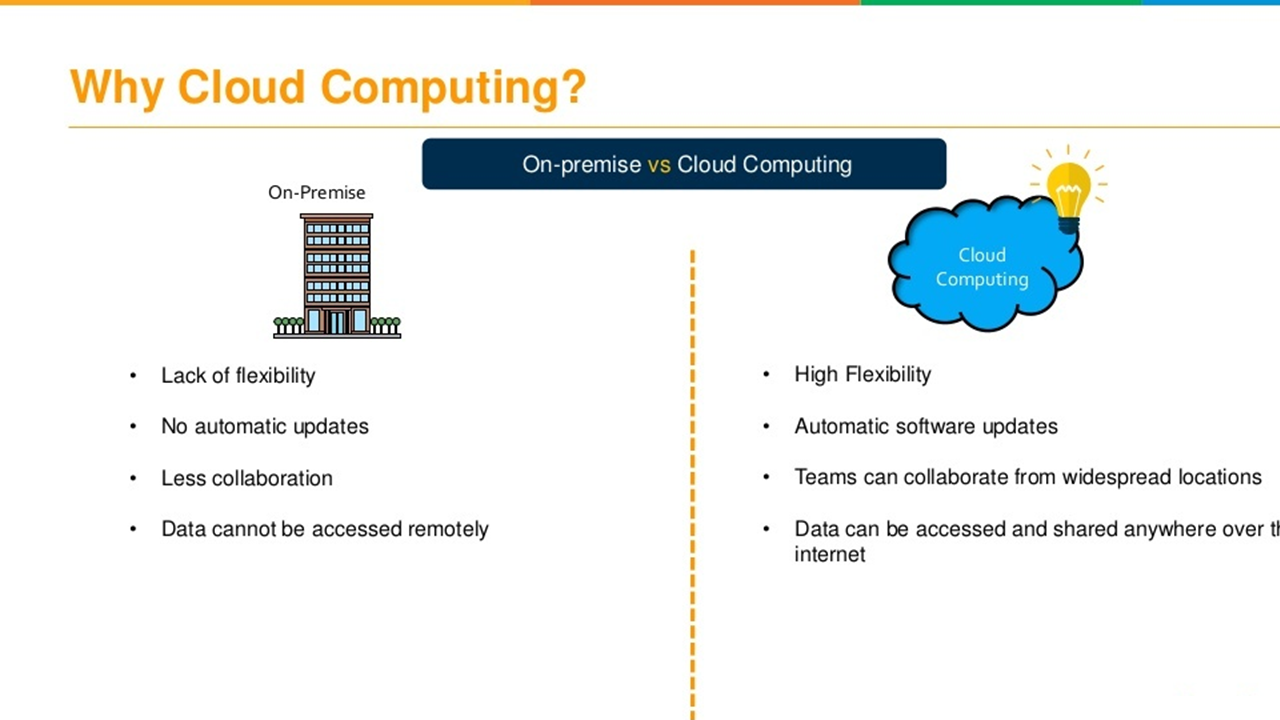 Why Cloud Computing?
On-premise vs Cloud Computing
On-Premise
Cloud
Computing
• Lack of flexibility
• No automatic updates
• Less collaboration
• Data cannot be accessed remotely
• High Flexibility
• Automatic software updates
• Teams can collaborate from widespread locations
• Data can be accessed and shared anywhere over
internet